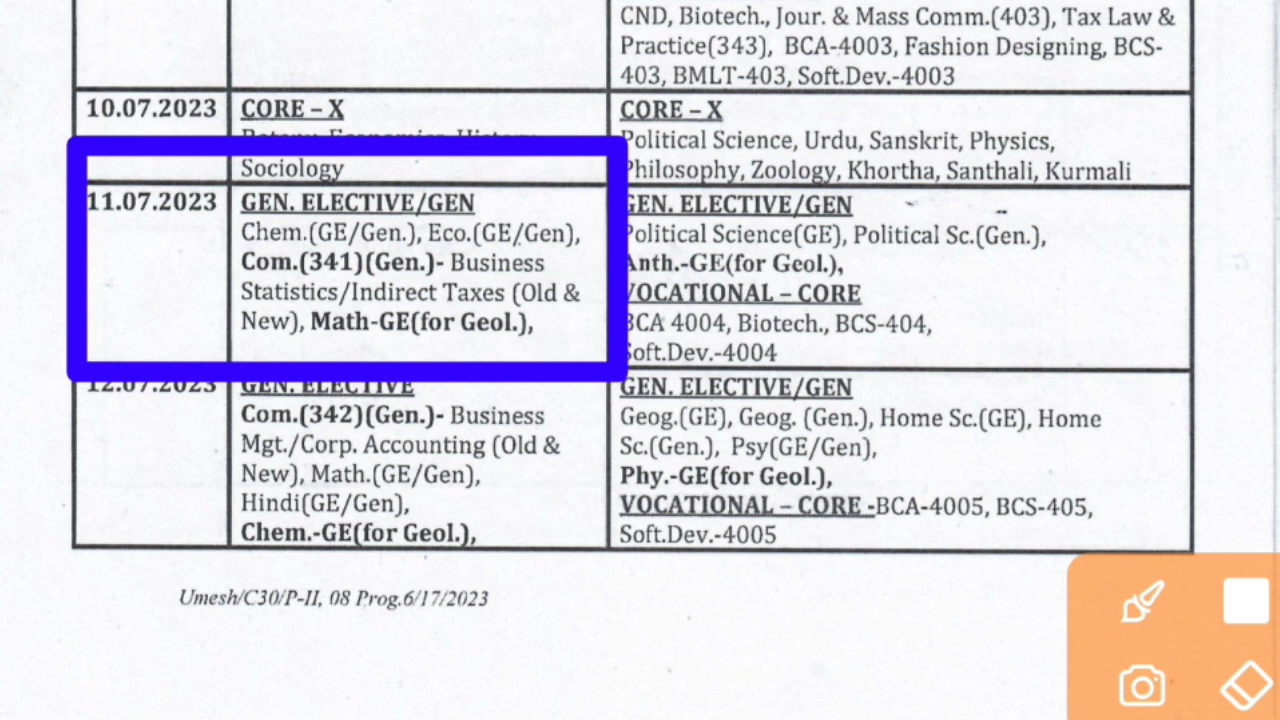 CND, Biotech., Jour. & Mass Comm.(403), Tax Law &
Practice(343), BCA-4003, Fashion Designing, BCS-
403, BMLT-403, Soft.Dev.-4003
10.07.2023
CORE – X
Botany, Economics, History
Sociology
CORE – X
Political Science, Urdu, Sanskrit, Physics,
Philosophy, Zoology, Khortha, Santhali, Kurmali
11.07.2023
GEN. ELECTIVE/GEN
Chem.(GE/Gen.), Eco.(GE/Gen),
Com.(341)(Gen.)- Business
Statistics/Indirect Taxes (Old &
New), Math-GE(for Geol.),
GEN. ELECTIVE/GEN
Political Science(GE), Political Sc.(Gen.),
Anth.-GE(for Geol.),
VOCATIONAL – CORE
BCA 4004, Biotech., BCS-404,
Soft.Dev.-4004
12.07.2023
GEN. ELECTIVE
Com.(342)(Gen.)- Business
Mgt./Corp. Accounting (Old &
New), Math.(GE/Gen),
Hindi(GE/Gen),
Chem.-GE(for Geol.),
GEN. ELECTIVE/GEN
Geog.(GE), Geog. (Gen.), Home Sc.(GE), Home
Sc.(Gen.), Psy(GE/Gen),
Phy.-GE(for Geol.),
VOCATIONAL – CORE -BCA-4005, BCS-405,
Soft.Dev.-4005
Umesh/C30/P-II, 08 Prog.6/17/2023